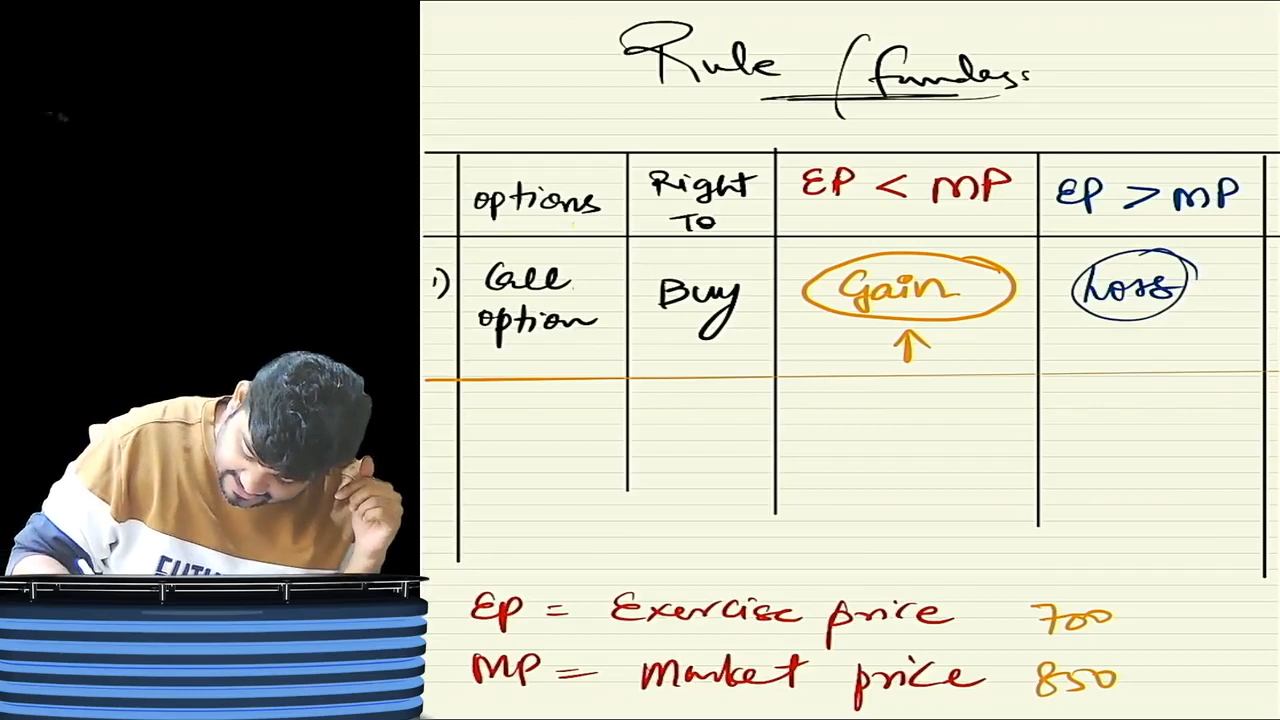 Rule / (fundas:
options
Right
To
EP < MP
EP > MP
1) Call
option
Buy
Gain
Loss
EP = Exercise price 700
MP = Market price 850